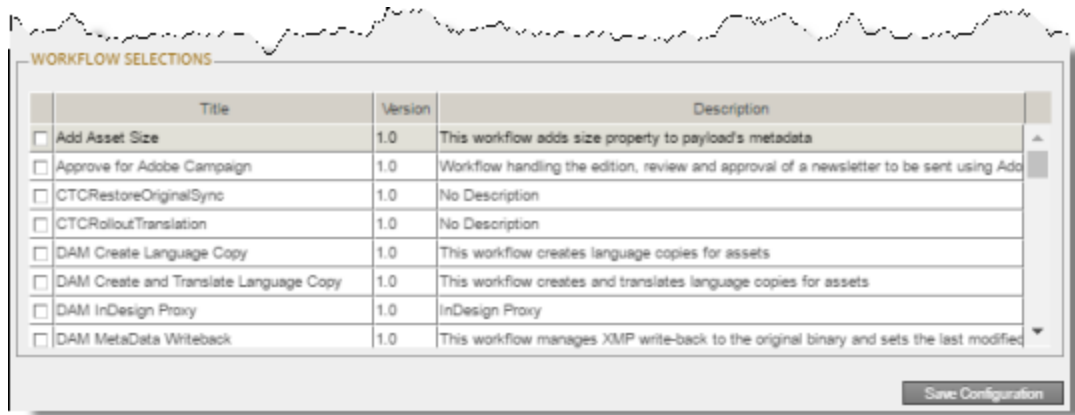 WORKFLOW SELECTIONS
Title Version Description
Add Asset Size 1.0 This workflow adds size property to payload's metadata
Approve for Adobe Campaign 1.0 Workflow handling the edition, review and approval of a newsletter to be sent using Ado
CTCRestoreOriginalSync 1.0 No Description
CTCRolloutTranslation 1.0 No Description
DAM Create Language Copy 1.0 This workflow creates language copies for assets
DAM Create and Translate Language Copy 1.0 This workflow creates and translates language copies for assets
DAM InDesign Proxy 1.0 InDesign Proxy
DAM MetaData Writeback 1.0 This workflow manages XMP write-back to the original binary and sets the last modified
Save Configuration